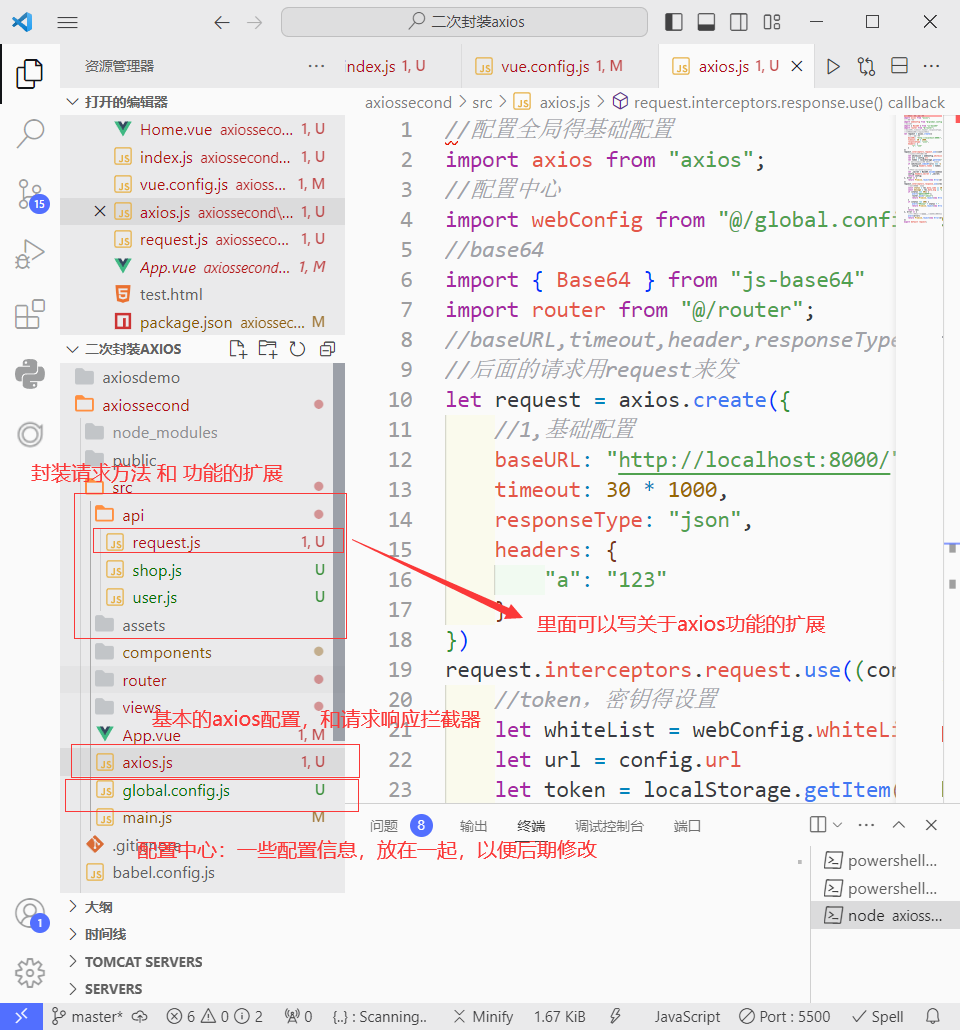 二次封装axios
资源管理器
index.js 1, U
vue.config.js 1, M
axios.js 1, U
打开的编辑器
axiossecond > src > axios.js > request.interceptors.response.use() callback
Home.vue axiosseco... 1, U
index.js axiossecond... 1, U
vue.config.js axioss... 1, M
axios.js axiossecond\... 1, U
request.js axiosseco... 1, U
App.vue axiossecond... 1, M
test.html
package.json axiossec... M
二次封装AXIOS
axiosdemo
axiossecond
node_modules
public
封装请求方法 和 功能的扩展
src
api
request.js 1, U
shop.js U
user.js U
assets
components
router
views
基本的axios配置，和请求响应拦截器
App.vue 1, M
axios.js 1, U
global.config.js U
main.js M
.gitignore
配置中心：一些配置信息，放在一起，以便后期修改
babel.config.js
大纲
时间线
TOMCAT SERVERS
SERVERS
15
1
1 //配置全局得基础配置
2 import axios from "axios";
3 //配置中心
4 import webConfig from "@/global.confi
5 //base64
6 import { Base64 } from "js-base64"
7 import router from "@/router";
8 //baseURL,timeout,header,responseType
9 //后面的请求用request来发
10 let request = axios.create({
11 //1,基础配置
12 baseURL: "http://localhost:8000/"
13 timeout: 30 * 1000,
14 responseType: "json",
15 headers: {
16 "a": "123"
17 }
里面可以写关于axios功能的扩展
18 })
19 request.interceptors.request.use((con
20 //token，密钥得设置
21 let whiteList = webConfig.whiteLi
22 let url = config.url
23 let token = localStorage.getItem(
问题 8 输出 终端 调试控制台 端口
powershell...
powershell...
node axioss...
master* 6 0 2 0 {..} : Scanning.. Minify 1.67 KiB JavaScript Port : 5500 Spell